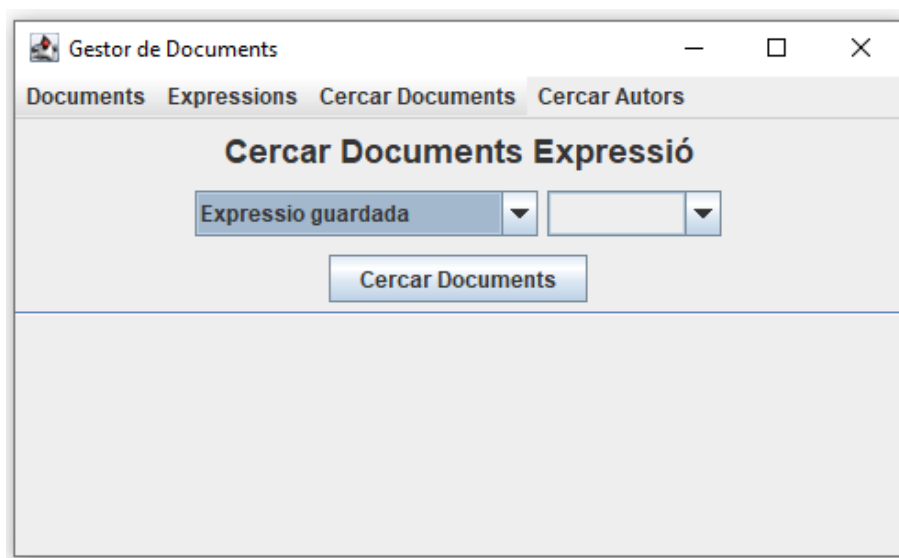 Gestor de Documents
Documents Expressions Cercar Documents Cercar Autors
Cercar Documents Expressió
Expressio guardada
Cercar Documents